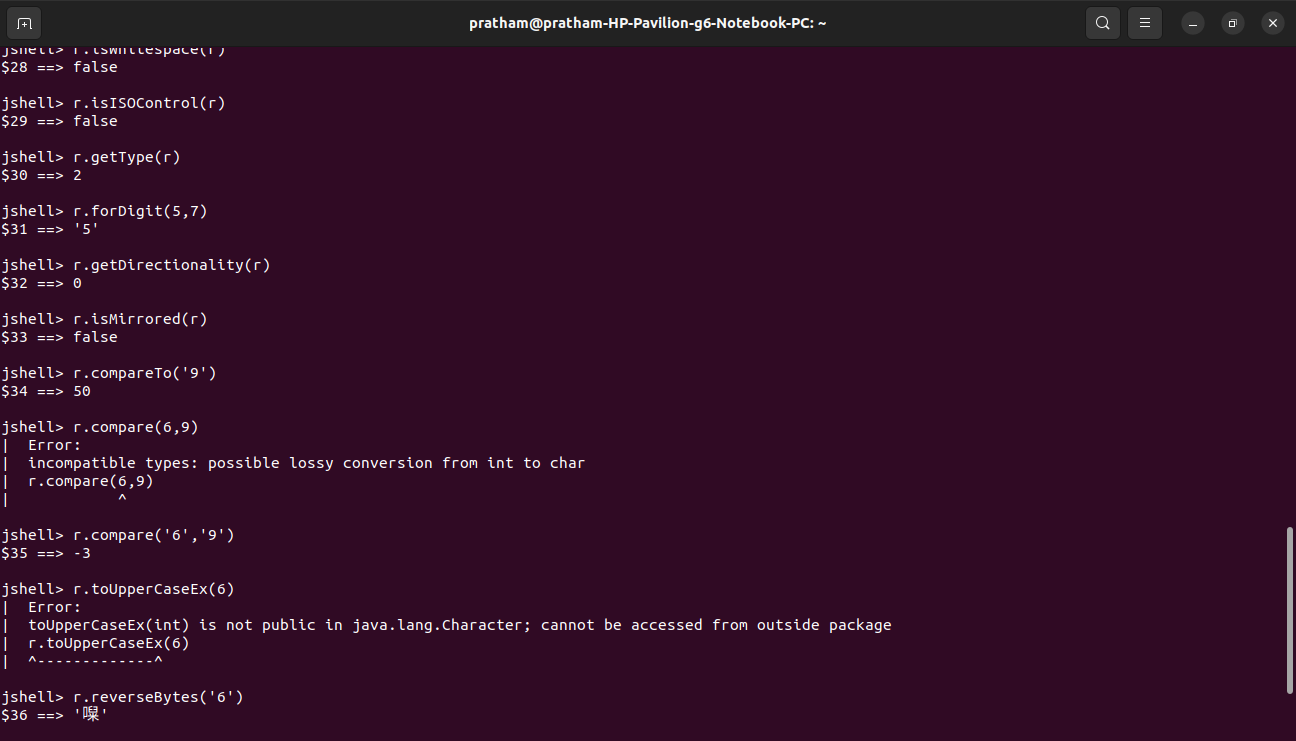 pratham@pratham-HP-Pavilion-g6-Notebook-PC: ~
jshell> r.isWhitespace(r)
$28 ==> false
jshell> r.isISOControl(r)
$29 ==> false
jshell> r.getType(r)
$30 ==> 2
jshell> r.forDigit(5,7)
$31 ==> '5'
jshell> r.getDirectionality(r)
$32 ==> 0
jshell> r.isMirrored(r)
$33 ==> false
jshell> r.compareTo('9')
$34 ==> 50
jshell> r.compare(6,9)
|  Error:
|  incompatible types: possible lossy conversion from int to char
|  r.compare(6,9)
|            ^
jshell> r.compare('6','9')
$35 ==> -3
jshell> r.toUpperCaseEx(6)
|  Error:
|  toUpperCaseEx(int) is not public in java.lang.Character; cannot be accessed from outside package
|  r.toUpperCaseEx(6)
|  ^-------------^
jshell> r.reverseBytes('6')
$36 ==> '㘀'